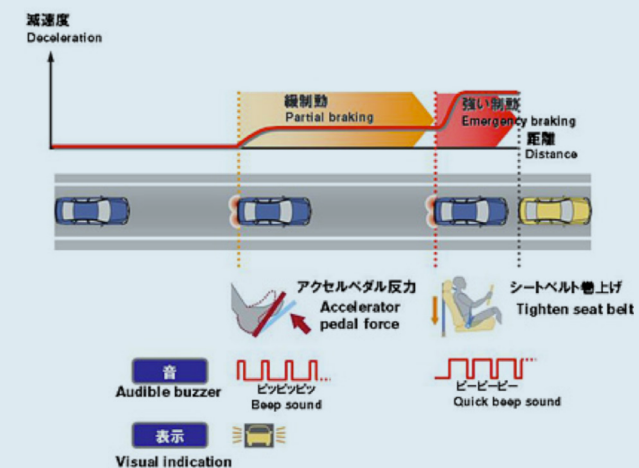 減速度
Deceleration
緩制動
Partial braking
強い制動
Emergency braking
距離
Distance
アクセルペダル反力
Accelerator
pedal force
シートベルト巻上げ
Tighten seat belt
音
Audible buzzer
ピッピッピッ
Beep sound
ピーピーピー
Quick beep sound
表示
Visual indication